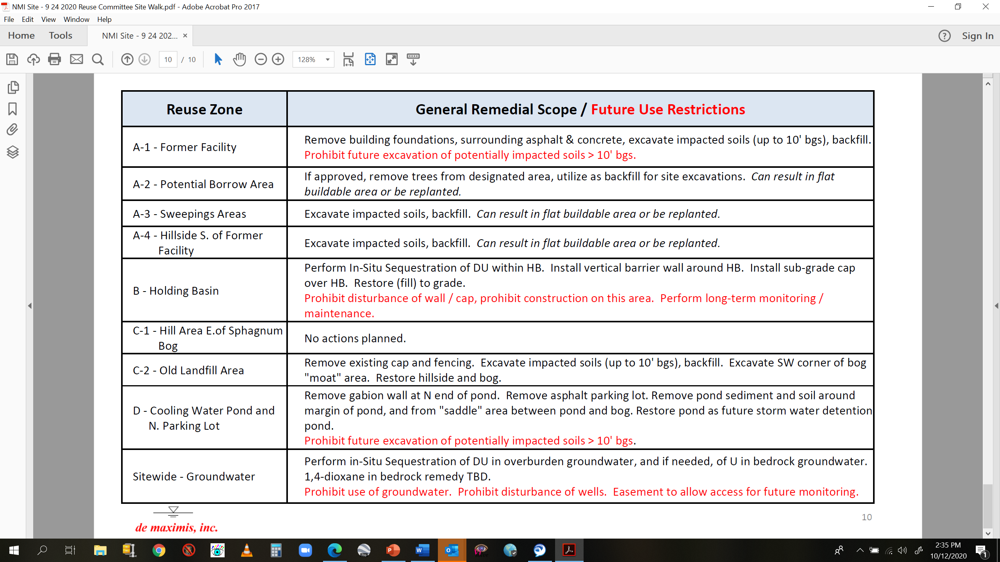 NMI Site - 9 24 2020 Reuse Committee Site Walk.pdf - Adobe Acrobat Pro 2017
File Edit View Window Help
Home Tools NMI Site - 9 24 202... × ? Sign In
10 / 10 128%
Reuse Zone
General Remedial Scope / Future Use Restrictions
A-1 - Former Facility
Remove building foundations, surrounding asphalt & concrete, excavate impacted soils (up to 10' bgs), backfill.
Prohibit future excavation of potentially impacted soils > 10' bgs.
A-2 - Potential Borrow Area
If approved, remove trees from designated area, utilize as backfill for site excavations. Can result in flat
buildable area or be replanted.
A-3 - Sweepings Areas
Excavate impacted soils, backfill. Can result in flat buildable area or be replanted.
A-4 - Hillside S. of Former
Facility
Excavate impacted soils, backfill. Can result in flat buildable area or be replanted.
B - Holding Basin
Perform In-Situ Sequestration of DU within HB. Install vertical barrier wall around HB. Install sub-grade cap
over HB. Restore (fill) to grade.
Prohibit disturbance of wall / cap, prohibit construction on this area. Perform long-term monitoring /
maintenance.
C-1 - Hill Area E.of Sphagnum
Bog
No actions planned.
C-2 - Old Landfill Area
Remove existing cap and fencing. Excavate impacted soils (up to 10' bgs), backfill. Excavate SW corner of bog
"moat" area. Restore hillside and bog.
D - Cooling Water Pond and
N. Parking Lot
Remove gabion wall at N end of pond. Remove asphalt parking lot. Remove pond sediment and soil around
margin of pond, and from "saddle" area between pond and bog. Restore pond as future storm water detention
pond.
Prohibit future excavation of potentially impacted soils > 10' bgs.
Sitewide - Groundwater
Perform in-Situ Sequestration of DU in overburden groundwater, and if needed, of U in bedrock groundwater.
1,4-dioxane in bedrock remedy TBD.
Prohibit use of groundwater. Prohibit disturbance of wells. Easement to allow access for future monitoring.
de maximis, inc.
10
Pro
P
W
O
2:35 PM
10/12/2020
1